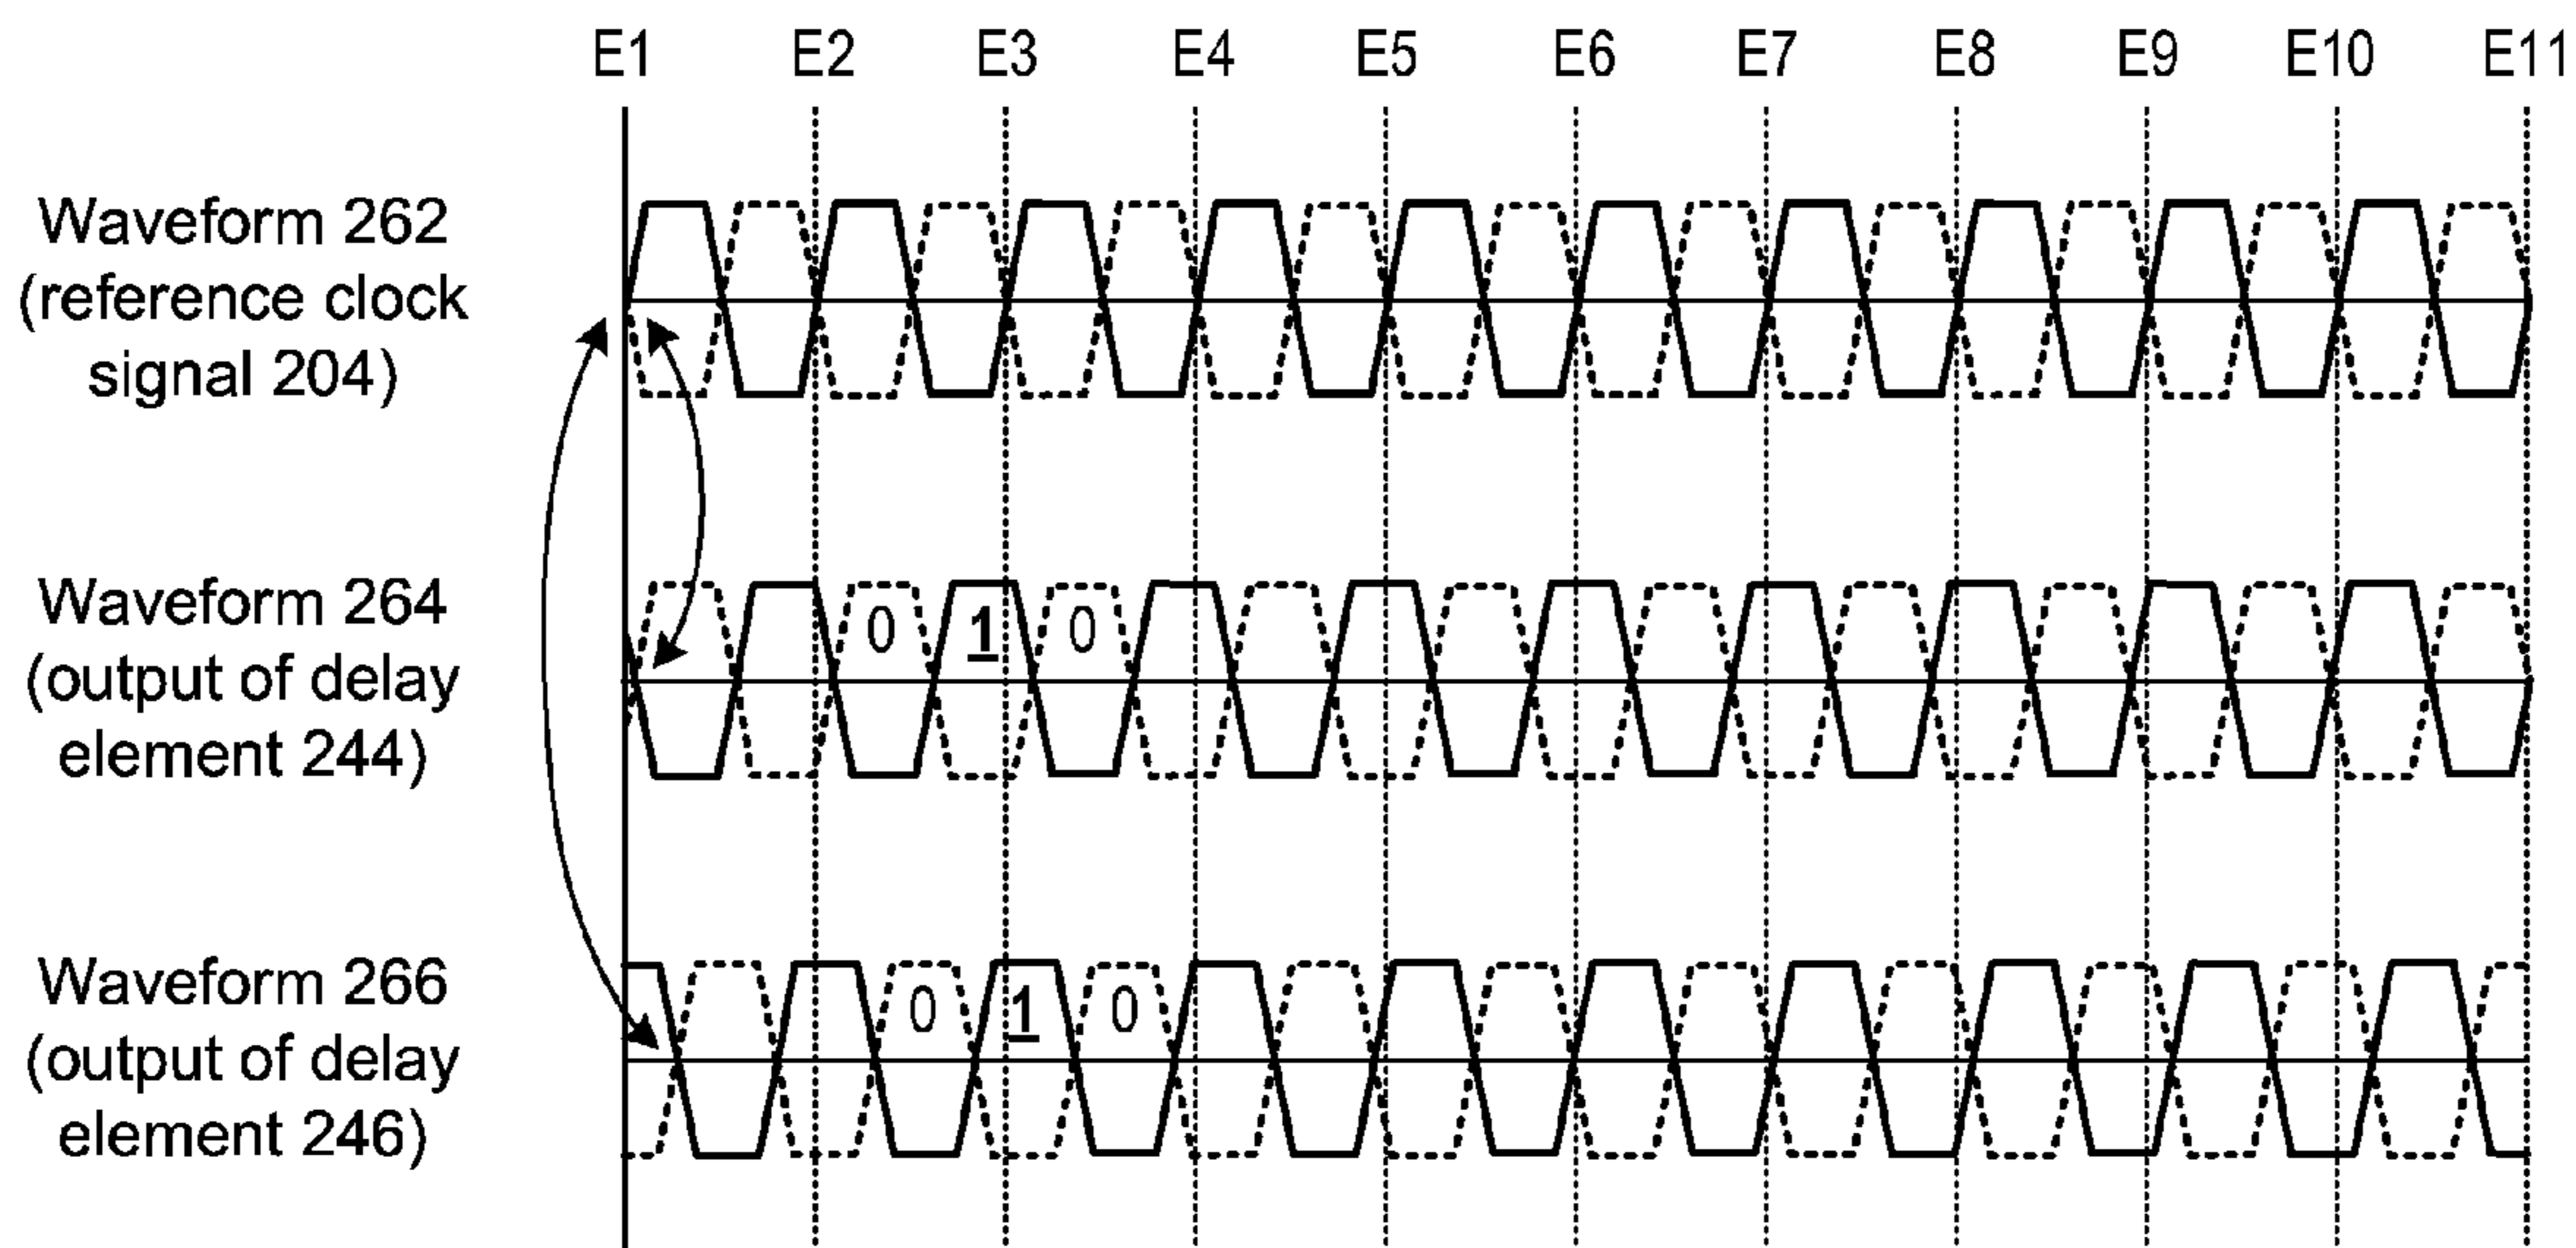 E1 E2 E3 E4 E5 E6 E7 E8 E9 E10 E11
Waveform 262
(reference clock
signal 204)
Waveform 264
(output of delay
element 244)
0 1 0
Waveform 266
(output of delay
element 246)
0 1 0